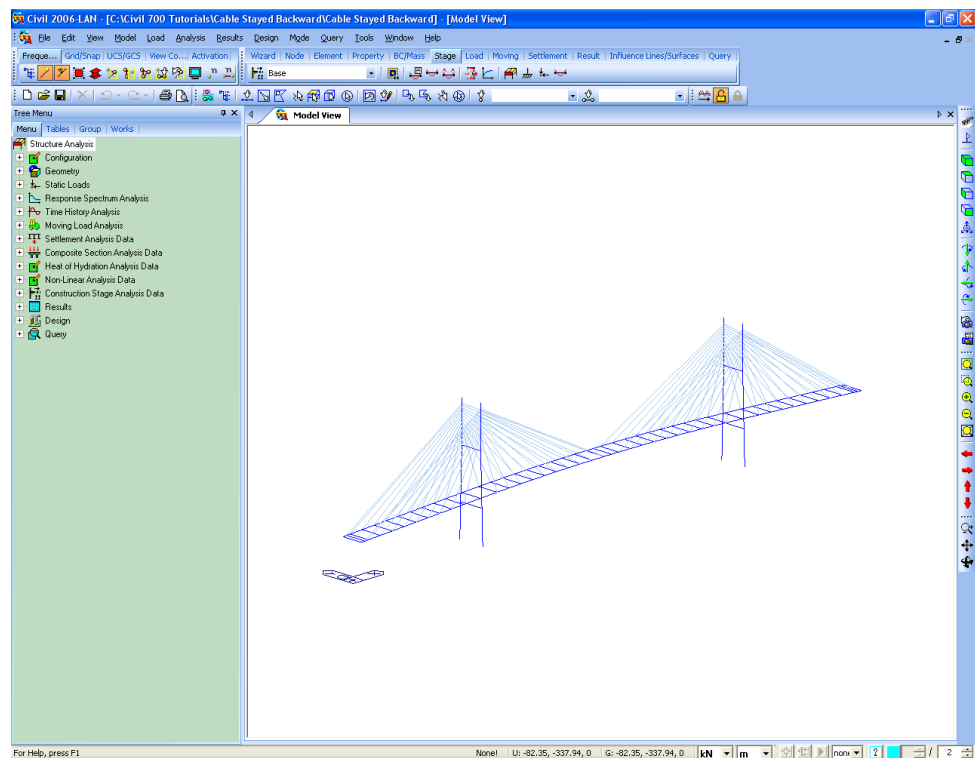 Civil 2006-LAN - [C:\Civil 700 Tutorials\Cable Stayed Backward\Cable Stayed Backward] - [Model View]
File Edit View Model Load Analysis Results Design Mode Query Tools Window Help
Freque... Grid/Snap UCS/GCS View Co... Activation Wizard Node Element Property BC/Mass Stage Load Moving Settlement Result Influence Lines/Surfaces Query
Base
Tree Menu
Model View
Menu Tables Group Works
Structure Analysis
Configuration
Geometry
Static Loads
Response Spectrum Analysis
Time History Analysis
Moving Load Analysis
Settlement Analysis Data
Composite Section Analysis Data
Heat of Hydration Analysis Data
Non-Linear Analysis Data
Construction Stage Analysis Data
Results
Design
Query
For Help, press F1 None! U: -82.35, -337.94, 0 G: -82.35, -337.94, 0 kN m none ? / 2